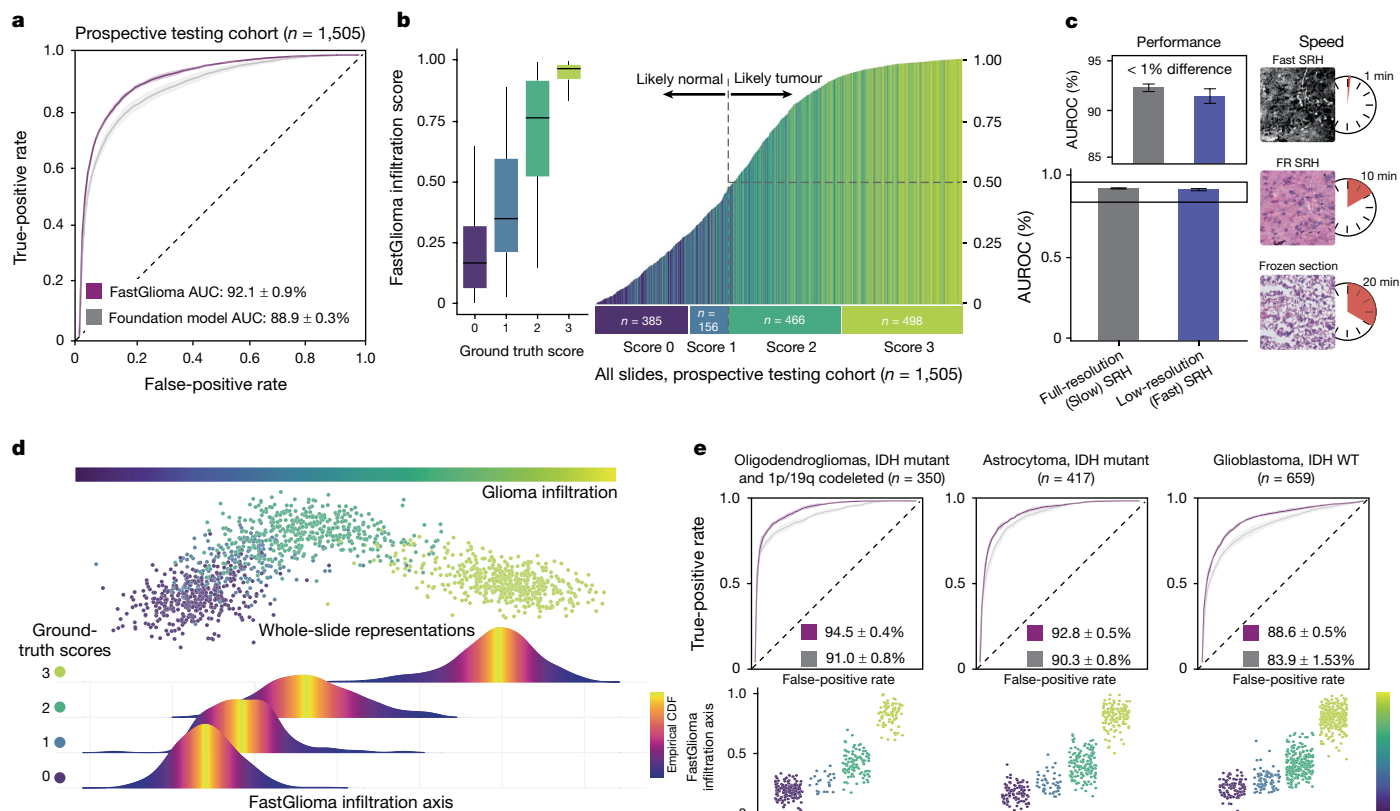 a
Prospective testing cohort (n = 1,505)
1.0
0.8
0.6
0.4
0.2
0
True-positive rate
FastGlioma AUC: 92.1 ± 0.9%
Foundation model AUC: 88.9 ± 0.3%
0 0.2 0.4 0.6 0.8 1.0
False-positive rate
b
FastGlioma infiltration score
1.00
0.75
0.50
0.25
0
0 1 2 3
Ground truth score
Likely normal
Likely tumour
1.00
0.75
0.50
0.25
0
n = 385
n =
156
n = 466
n = 498
Score 0 Score 1 Score 2 Score 3
All slides, prospective testing cohort (n = 1,505)
c
Performance
AUROC (%)
95
90
85
< 1% difference
AUROC (%)
1.0
0.5
0
Full-resolution
(Slow) SRH
Low-resolution
(Fast) SRH
Speed
Fast SRH
1 min
FR SRH
10 min
Frozen section
20 min
d
Glioma infiltration
Whole-slide representations
Ground-
truth scores
3
2
1
0
Empirical CDF
FastGlioma infiltration axis
e
Oligodendrogliomas, IDH mutant
and 1p/19q codeleted (n = 350)
Astrocytoma, IDH mutant
(n = 417)
Glioblastoma, IDH WT
(n = 659)
True-positive rate
1.0
0.5
0
94.5 ± 0.4%
91.0 ± 0.8%
1.0
0.5
0
92.8 ± 0.5%
90.3 ± 0.8%
1.0
0.5
0
88.6 ± 0.5%
83.9 ± 1.53%
False-positive rate
False-positive rate
False-positive rate
FastGlioma
infiltration axis
1.0
0.5